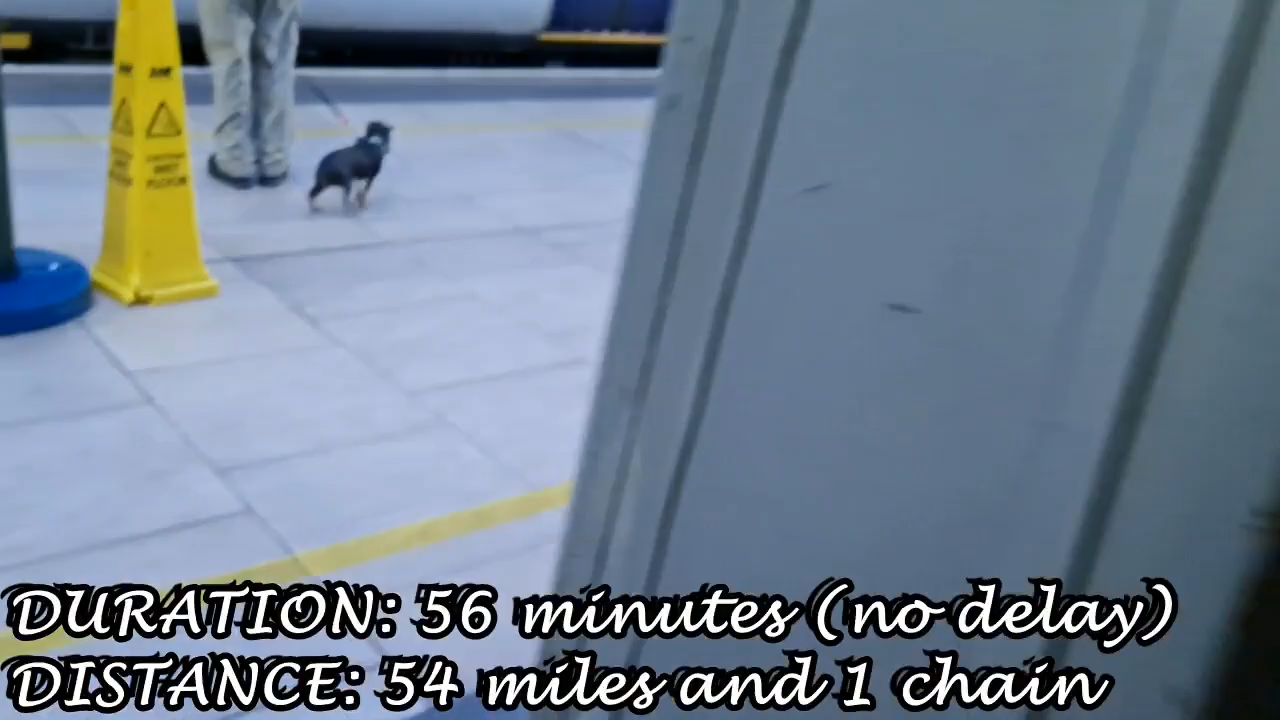 DURATION: 56 minutes (no delay)
DISTANCE: 54 miles and 1 chain